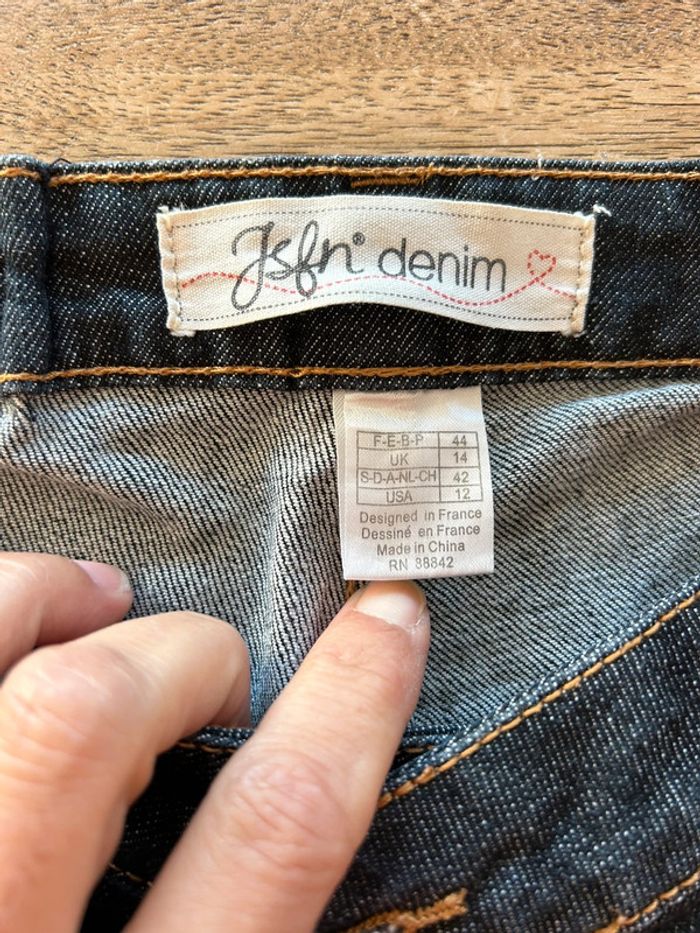 Jsfn® denim
F-E-B-P 44
UK 14
S-D-A-NL-CH 42
USA 12
Designed in France
Dessiné en France
Made in China
RN 88842